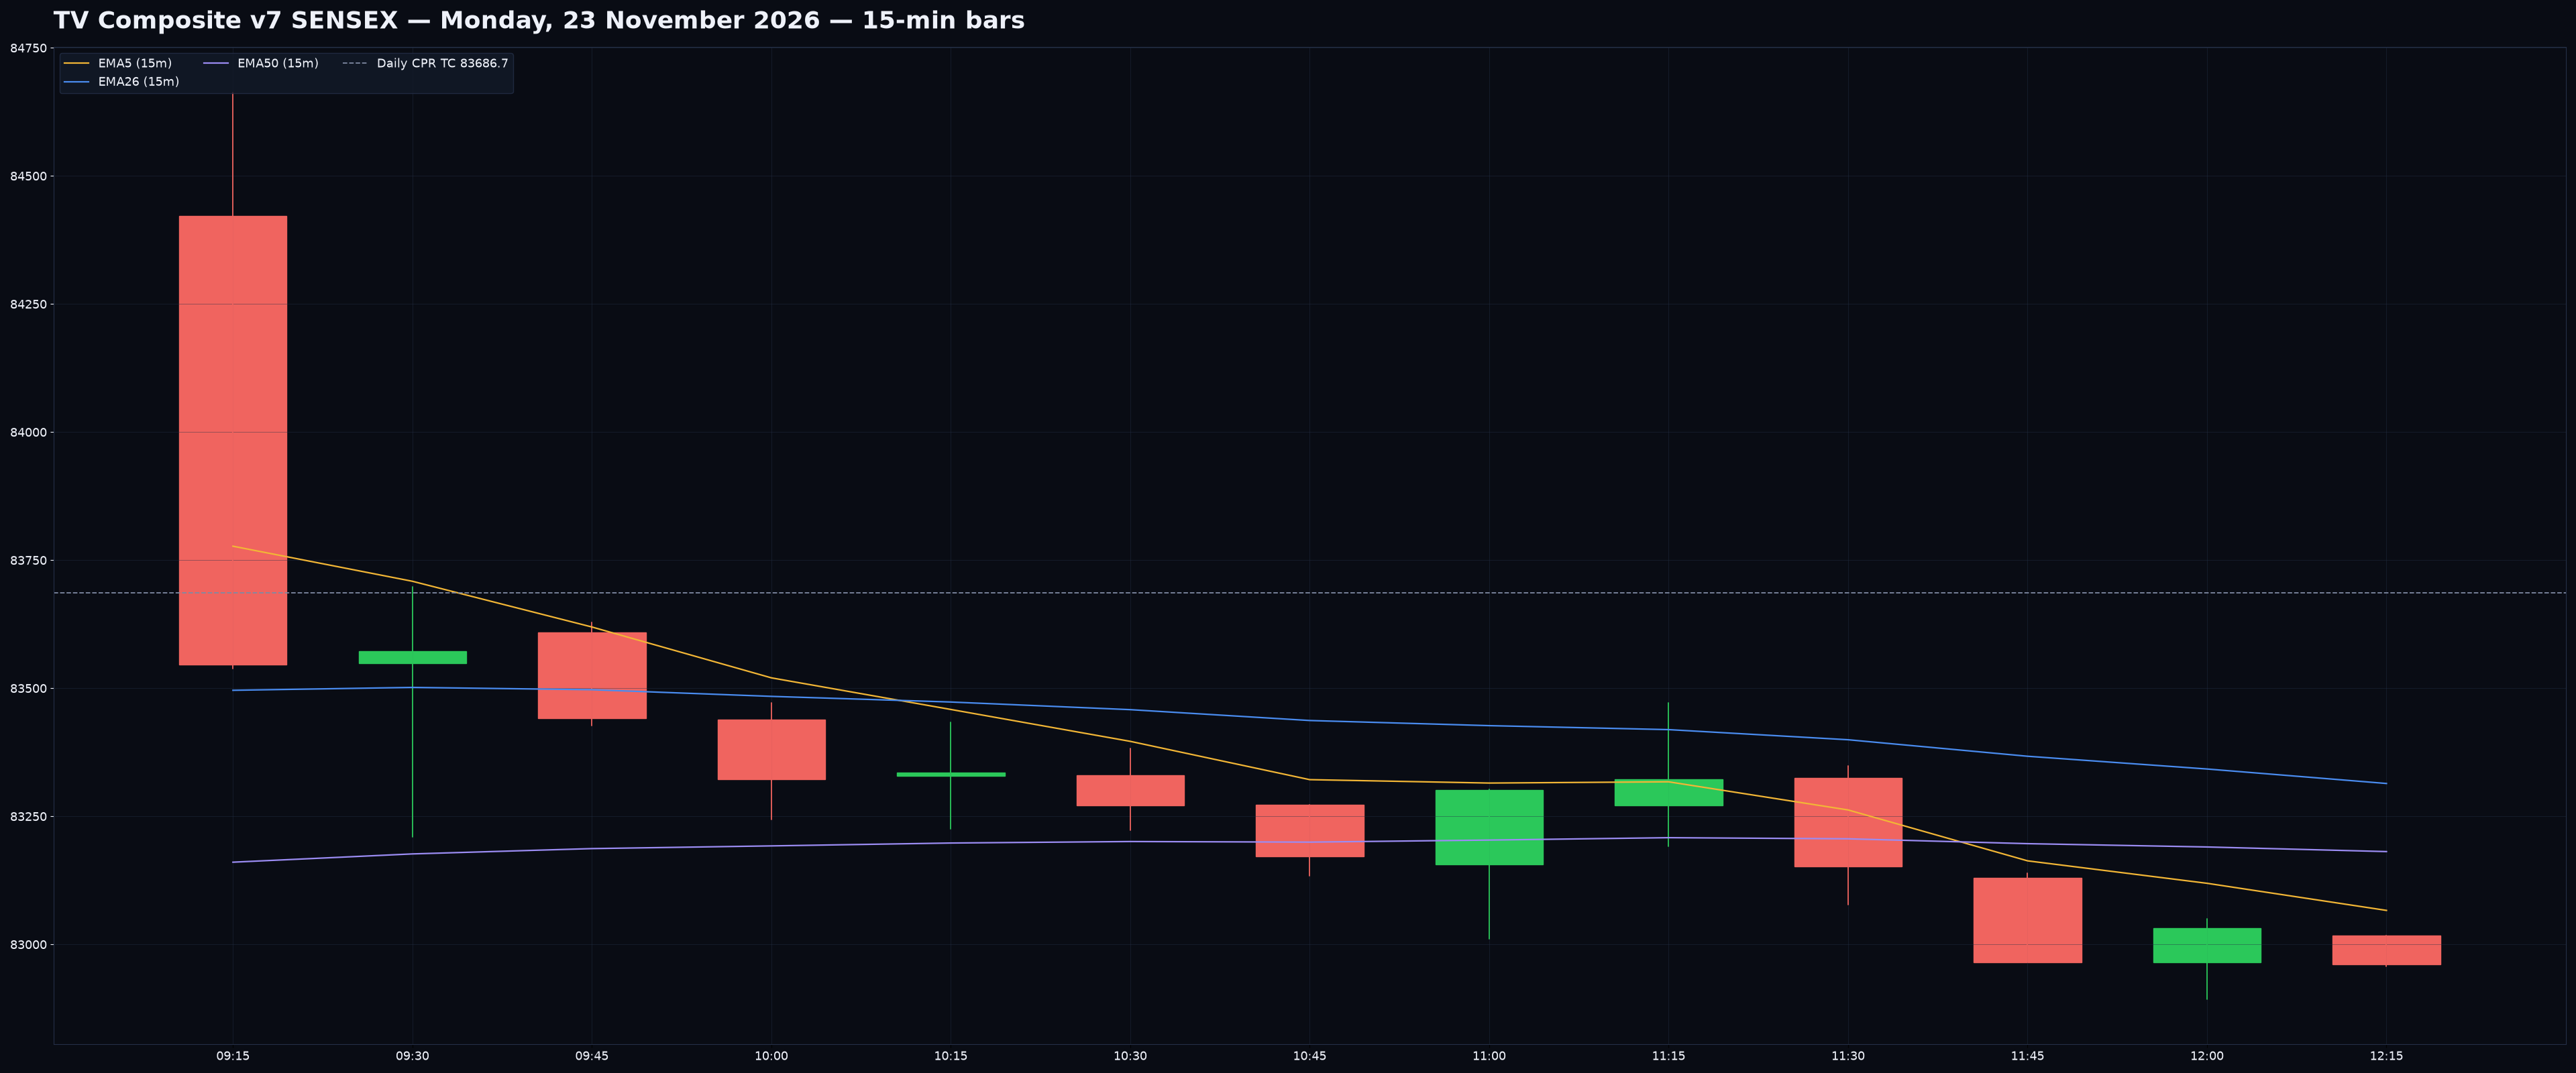 TV Composite v7 SENSEX — Monday, 23 November 2026 — 15-min bars
EMA5 (15m) EMA50 (15m) Daily CPR TC 83686.7
EMA26 (15m)
84750
84500
84250
84000
83750
83500
83250
83000
09:15 09:30 09:45 10:00 10:15 10:30 10:45 11:00 11:15 11:30 11:45 12:00 12:15